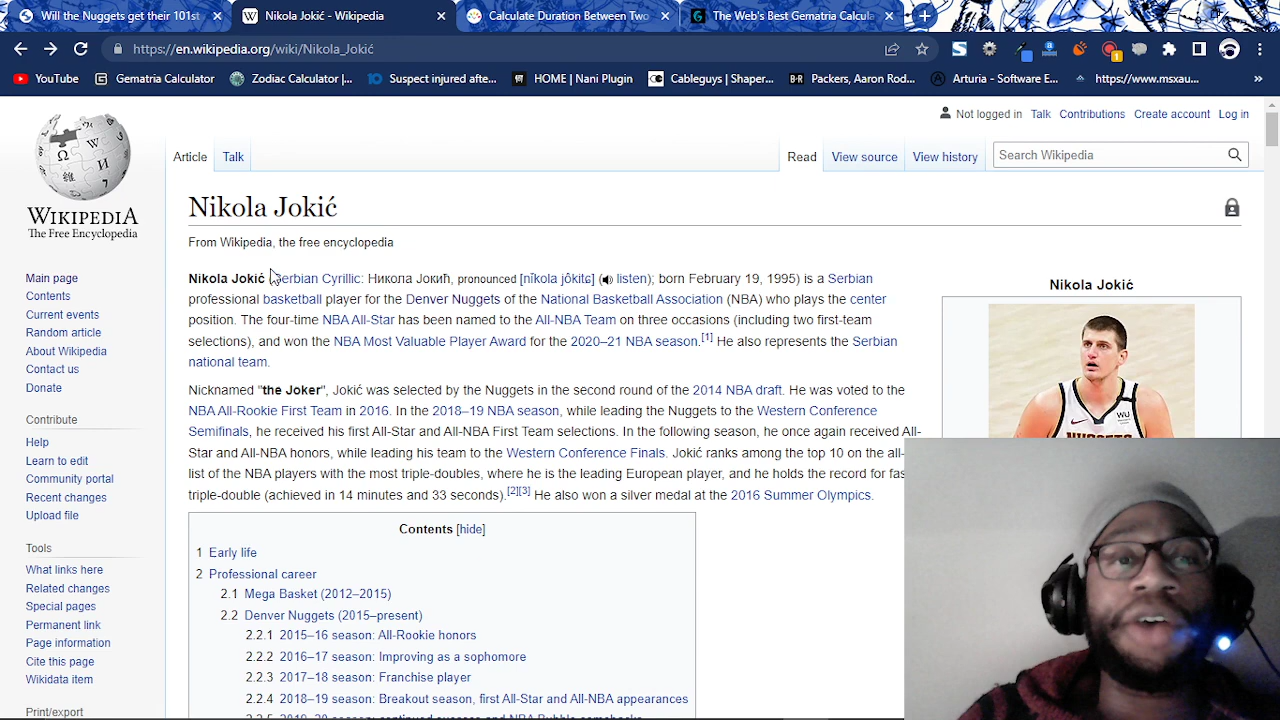 Will the Nuggets get their 101st
Nikola Jokić - Wikipedia
Calculate Duration Between Two
The Web's Best Gematria Calcula
https://en.wikipedia.org/wiki/Nikola_Jokić
YouTube
Gematria Calculator
Zodiac Calculator |...
Suspect injured afte...
HOME | Nani Plugin
Cableguys | Shaper...
Packers, Aaron Rod...
Arturia - Software E...
https://www.msxau...
»
Not logged in Talk Contributions Create account Log in
Article Talk Read View source View history Search Wikipedia
WIKIPEDIA
The Free Encyclopedia
Main page
Contents
Current events
Random article
About Wikipedia
Contact us
Donate
Contribute
Help
Learn to edit
Community portal
Recent changes
Upload file
Tools
What links here
Related changes
Special pages
Permanent link
Page information
Cite this page
Wikidata item
Print/export
Nikola Jokić
From Wikipedia, the free encyclopedia
Nikola Jokić (Serbian Cyrillic: Никола Јокић, pronounced [nǐkola jôkitɕ] (listen); born February 19, 1995) is a Serbian
professional basketball player for the Denver Nuggets of the National Basketball Association (NBA) who plays the center
position. The four-time NBA All-Star has been named to the All-NBA Team on three occasions (including two first-team
selections), and won the NBA Most Valuable Player Award for the 2020–21 NBA season.[1] He also represents the Serbian
national team.
Nicknamed "the Joker", Jokić was selected by the Nuggets in the second round of the 2014 NBA draft. He was voted to the
NBA All-Rookie First Team in 2016. In the 2018–19 NBA season, while leading the Nuggets to the Western Conference
Semifinals, he received his first All-Star and All-NBA First Team selections. In the following season, he once again received All-
Star and All-NBA honors, while leading his team to the Western Conference Finals. Jokić ranks among the top 10 on the all-
list of the NBA players with the most triple-doubles, where he is the leading European player, and he holds the record for fas
triple-double (achieved in 14 minutes and 33 seconds).[2][3] He also won a silver medal at the 2016 Summer Olympics.
Contents [hide]
1 Early life
2 Professional career
2.1 Mega Basket (2012–2015)
2.2 Denver Nuggets (2015–present)
2.2.1 2015–16 season: All-Rookie honors
2.2.2 2016–17 season: Improving as a sophomore
2.2.3 2017–18 season: Franchise player
2.2.4 2018–19 season: Breakout season, first All-Star and All-NBA appearances
Nikola Jokić
WU